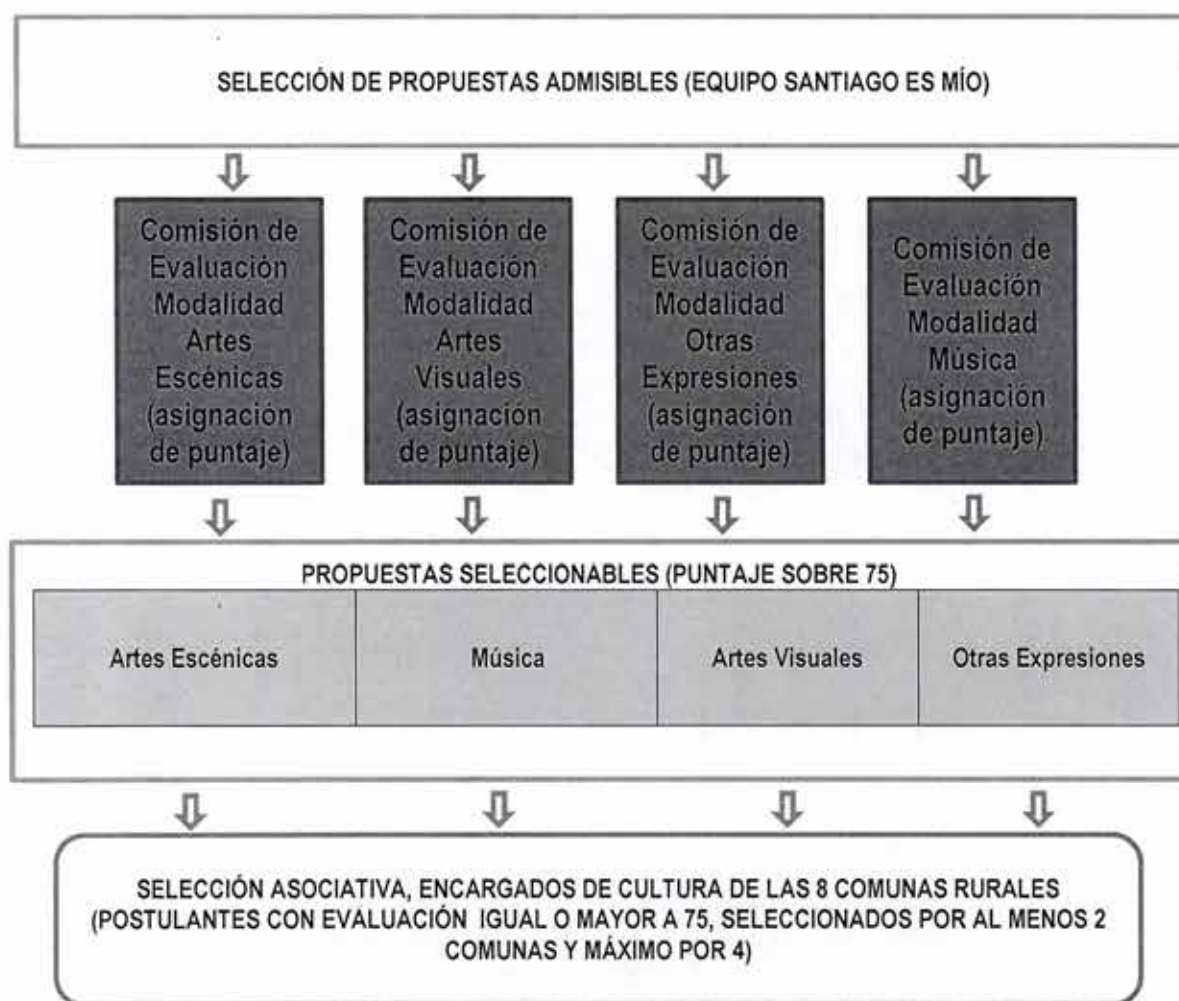 SELECCIÓN DE PROPUESTAS ADMISIBLES (EQUIPO SANTIAGO ES MÍO)
Comisión de
Evaluación
Modalidad
Artes
Escénicas
(asignación
de puntaje)
Comisión de
Evaluación
Modalidad
Artes
Visuales
(asignación
de puntaje)
Comisión de
Evaluación
Modalidad
Otras
Expresiones
(asignación
de puntaje)
Comisión de
Evaluación
Modalidad
Música
(asignación
de puntaje)
PROPUESTAS SELECCIONABLES (PUNTAJE SOBRE 75)
Artes Escénicas
Música
Artes Visuales
Otras Expresiones
SELECCIÓN ASOCIATIVA, ENCARGADOS DE CULTURA DE LAS 8 COMUNAS RURALES
(POSTULANTES CON EVALUACIÓN IGUAL O MAYOR A 75, SELECCIONADOS POR AL MENOS 2
COMUNAS Y MÁXIMO POR 4)